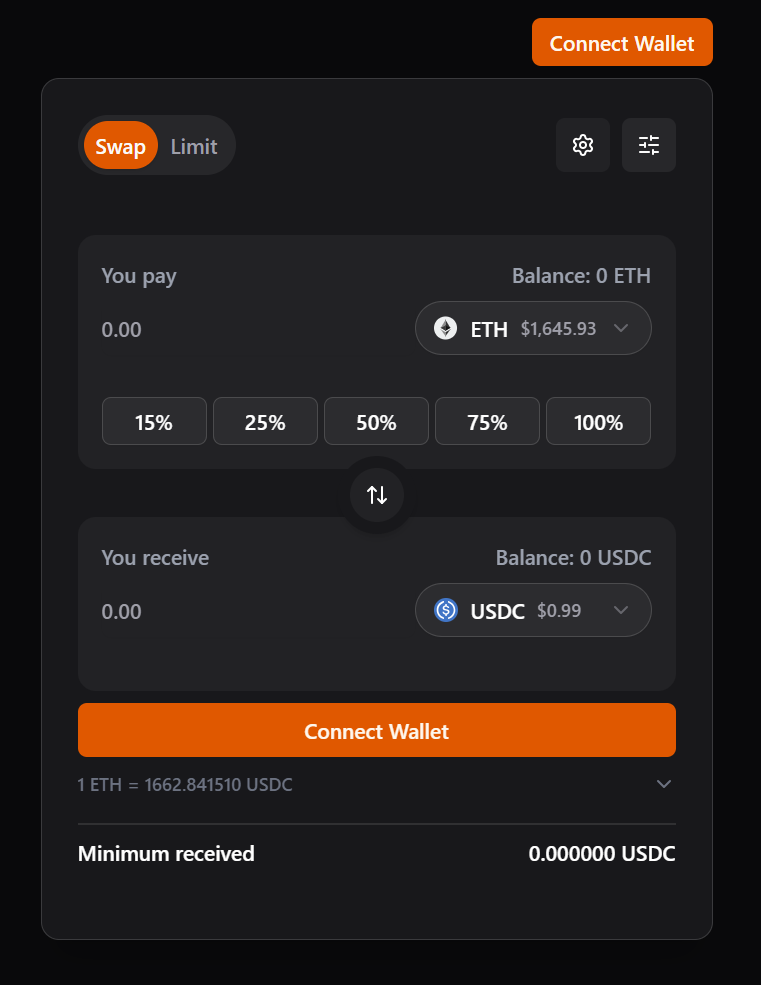 Connect Wallet
Swap Limit
You pay Balance: 0 ETH
0.00 ETH $1,645.93
15% 25% 50% 75% 100%
You receive Balance: 0 USDC
0.00 USDC $0.99
Connect Wallet
1 ETH = 1662.841510 USDC
Minimum received 0.000000 USDC